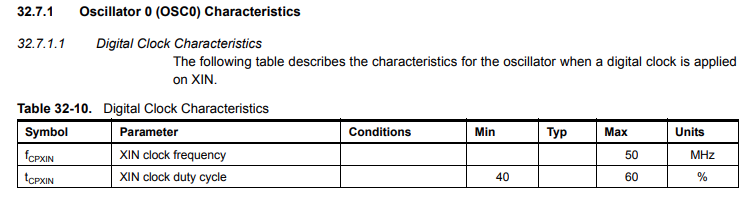 32.7.1 Oscillator 0 (OSC0) Characteristics
32.7.1.1 Digital Clock Characteristics
The following table describes the characteristics for the oscillator when a digital clock is applied
on XIN.
Table 32-10. Digital Clock Characteristics
Symbol Parameter Conditions Min Typ Max Units
fCPXIN XIN clock frequency 50 MHz
tCPXIN XIN clock duty cycle 40 60 %